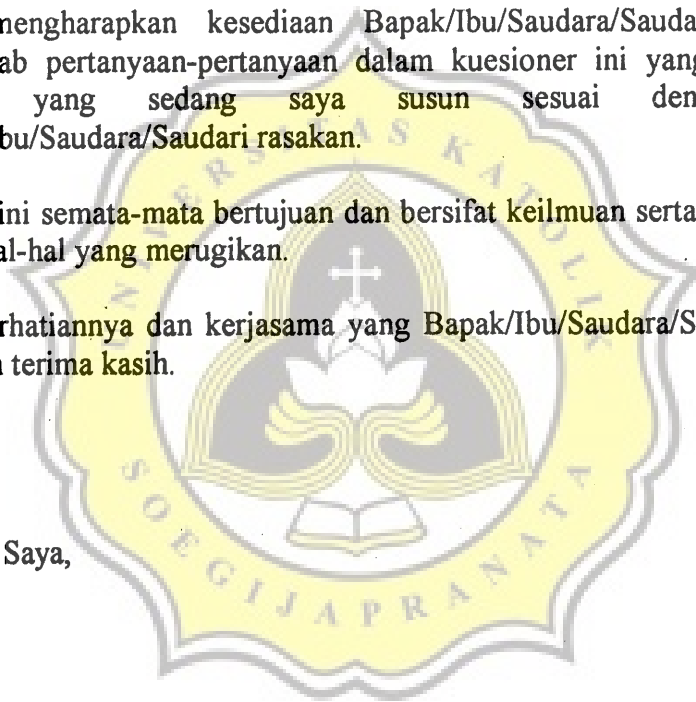 mengharapkan kesediaan Bapak/Ibu/Saudara/Saudar
ab pertanyaan-pertanyaan dalam kuesioner ini yang
yang sedang saya susun sesuai den
bu/Saudara/Saudari rasakan.
ini semata-mata bertujuan dan bersifat keilmuan serta
al-hal yang merugikan.
rhatiannya dan kerjasama yang Bapak/Ibu/Saudara/S
terima kasih.
Saya,
UNIVERSITAS KATOLIK
SOEGIJAPRANATA